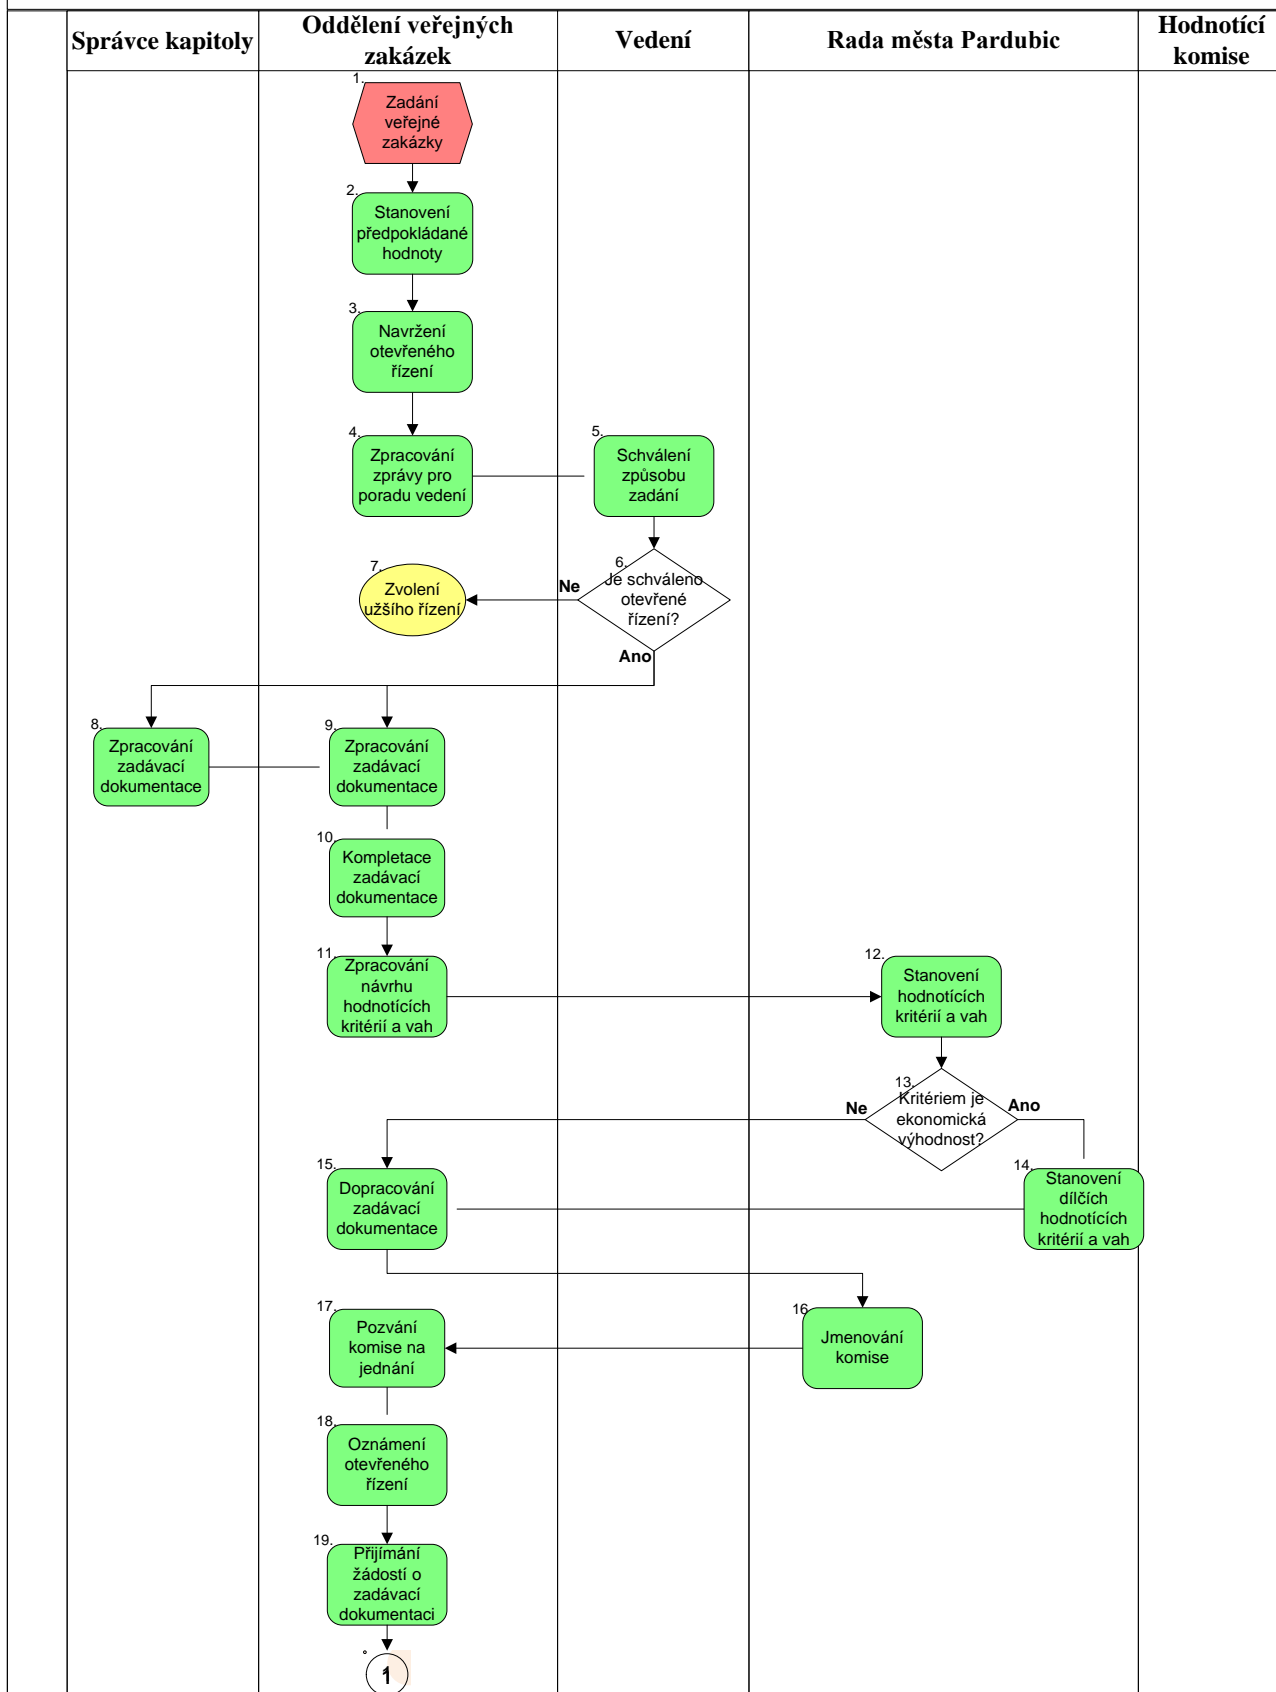 Správce kapitoly
Oddělení veřejných
zakázek
Vedení
Rada města Pardubic
Hodnotící
komise
1.
Zadání
veřejné
zakázky
2.
Stanovení
předpokládané
hodnoty
3.
Navržení
otevřeného
řízení
4.
Zpracování
zprávy pro
poradu vedení
5.
Schválení
způsobu
zadání
6.
Je schváleno
otevřené
řízení?
Ne
Ano
7.
Zvolení
užšího řízení
8.
Zpracování
zadávací
dokumentace
9.
Zpracování
zadávací
dokumentace
10.
Kompletace
zadávací
dokumentace
11.
Zpracování
návrhu
hodnotících
kritérií a vah
12.
Stanovení
hodnotících
kritérií a vah
13.
Kritériem je
ekonomická
výhodnost?
Ne
Ano
14.
Stanovení
dílčích
hodnotících
kritérií a vah
15.
Dopracování
zadávací
dokumentace
16.
Jmenování
komise
17.
Pozvání
komise na
jednání
18.
Oznámení
otevřeného
řízení
19.
Přijímání
žádostí o
zadávací
dokumentaci
1